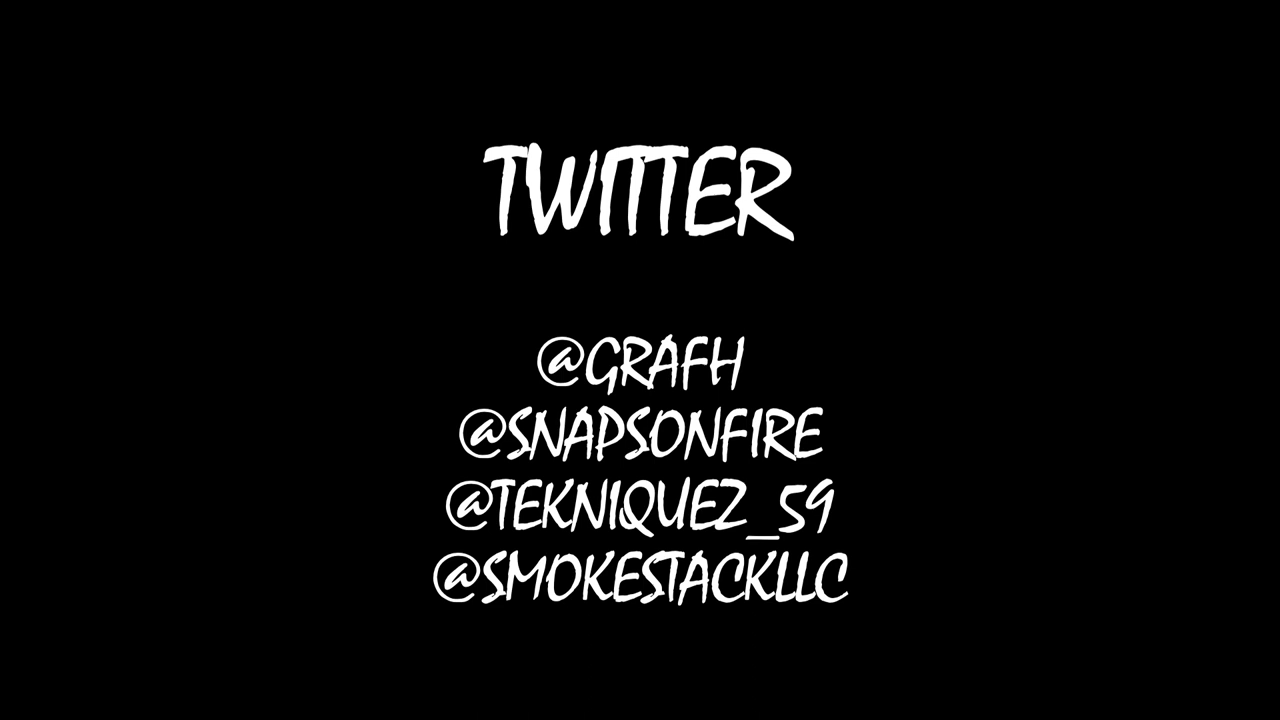 TWITTER
@GRAFH
@SNAPSONFIRE
@TEKNIQUEZ_59
@SMOKESTACKLLC